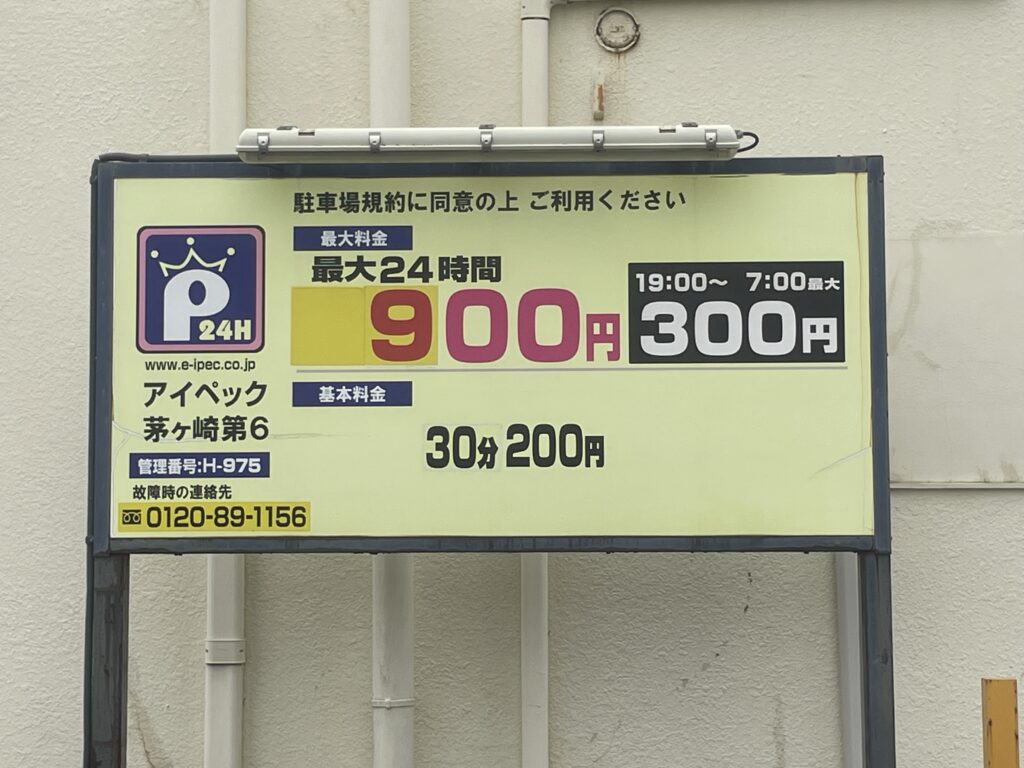 駐車場規約に同意の上 ご利用ください
最大料金
最大24時間
900円
19:00～ 7:00最大
300円
P
24H
www.e-ipec.co.jp
アイペック
茅ヶ崎第6
管理番号:H-975
故障時の連絡先
0120-89-1156
基本料金
30分 200円